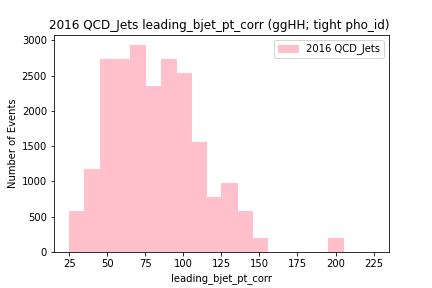 2016 QCD_Jets leading_bjet_pt_corr (ggHH; tight pho_id)
2016 QCD_Jets
Number of Events
3000
2500
2000
1500
1000
500
0
25 50 75 100 125 150 175 200 225
leading_bjet_pt_corr